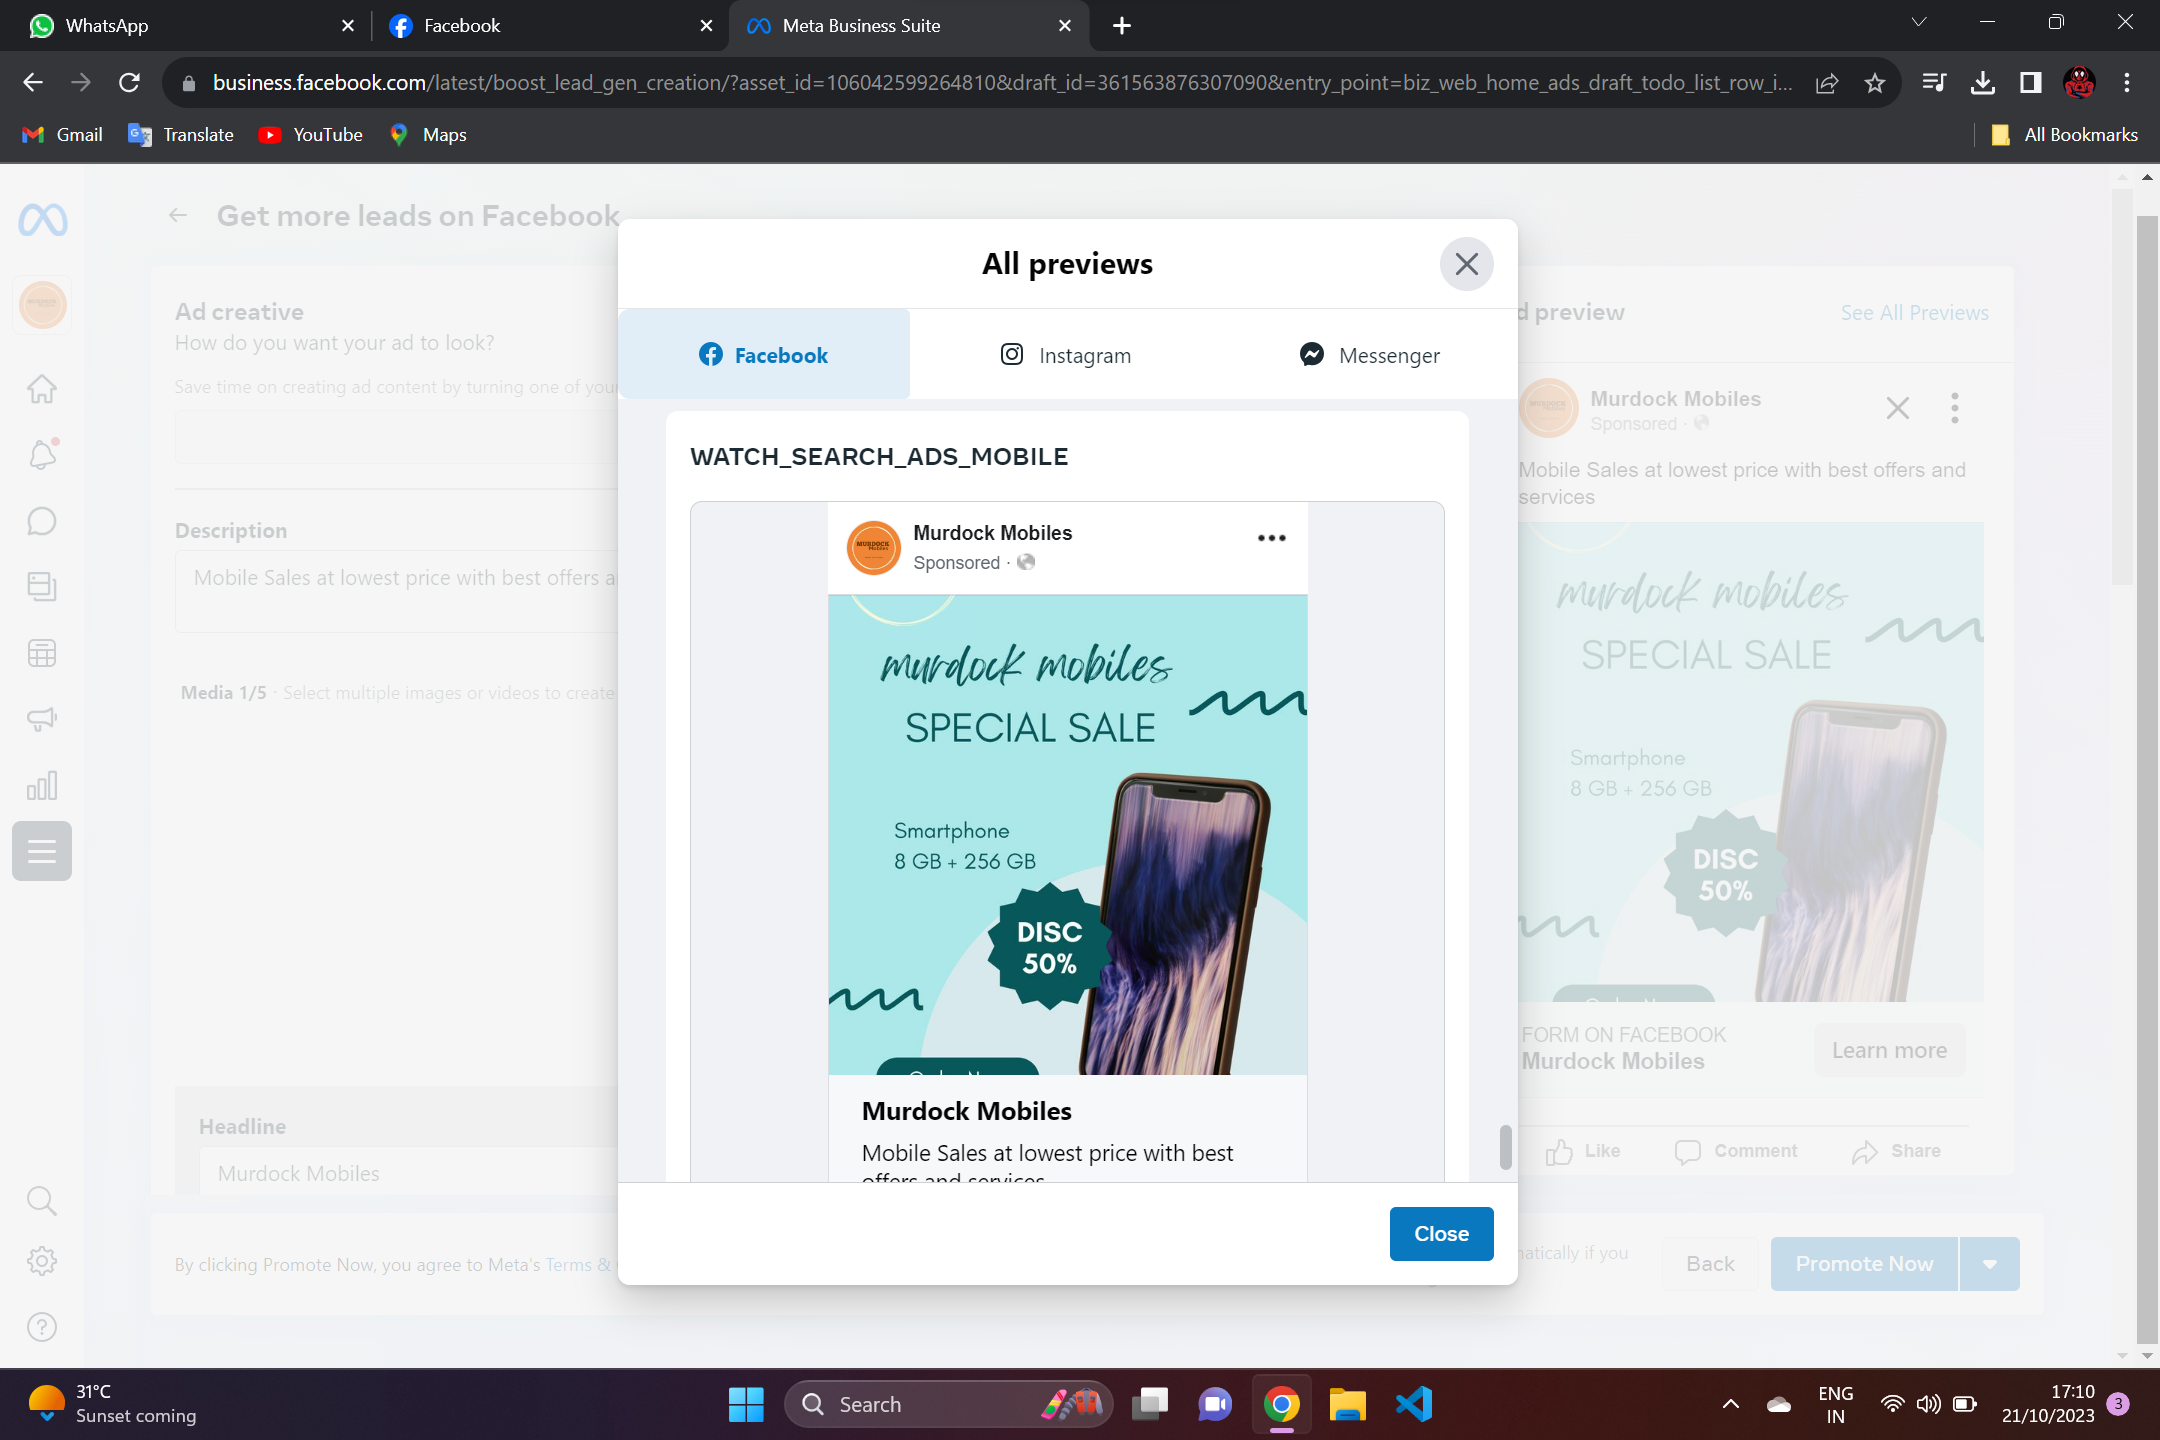 WhatsApp
Facebook
Meta Business Suite
business.facebook.com/latest/boost_lead_gen_creation/?asset_id=106042599264810&draft_id=361563876307090&entry_point=biz_web_home_ads_draft_todo_list_row_i...
Gmail
Translate
YouTube
Maps
All Bookmarks
Get more leads on Facebook
Ad creative
How do you want your ad to look?
Save time on creating ad content by turning one of
Description
Mobile Sales at lowest price with best offers
Media 1/5 · Select multiple images or videos to create
Headline
Murdock Mobiles
By clicking Promote Now, you agree to Meta's Terms &
All previews
Facebook
Instagram
Messenger
WATCH_SEARCH_ADS_MOBILE
Murdock Mobiles
Sponsored ·
MURDOCK
Mobiles
murdock mobiles
SPECIAL SALE
Smartphone
8 GB + 256 GB
DISC
50%
Murdock Mobiles
Mobile Sales at lowest price with best
offers and services
Close
preview
See All Previews
Murdock Mobiles
Sponsored ·
Mobile Sales at lowest price with best offers and
services
murdock mobiles
SPECIAL SALE
Smartphone
8 GB + 256 GB
DISC
50%
FORM ON FACEBOOK
Murdock Mobiles
Learn more
Like
Comment
Share
if you
Back
Promote Now
31°C
Sunset coming
Search
ENG
IN
17:10
21/10/2023
3